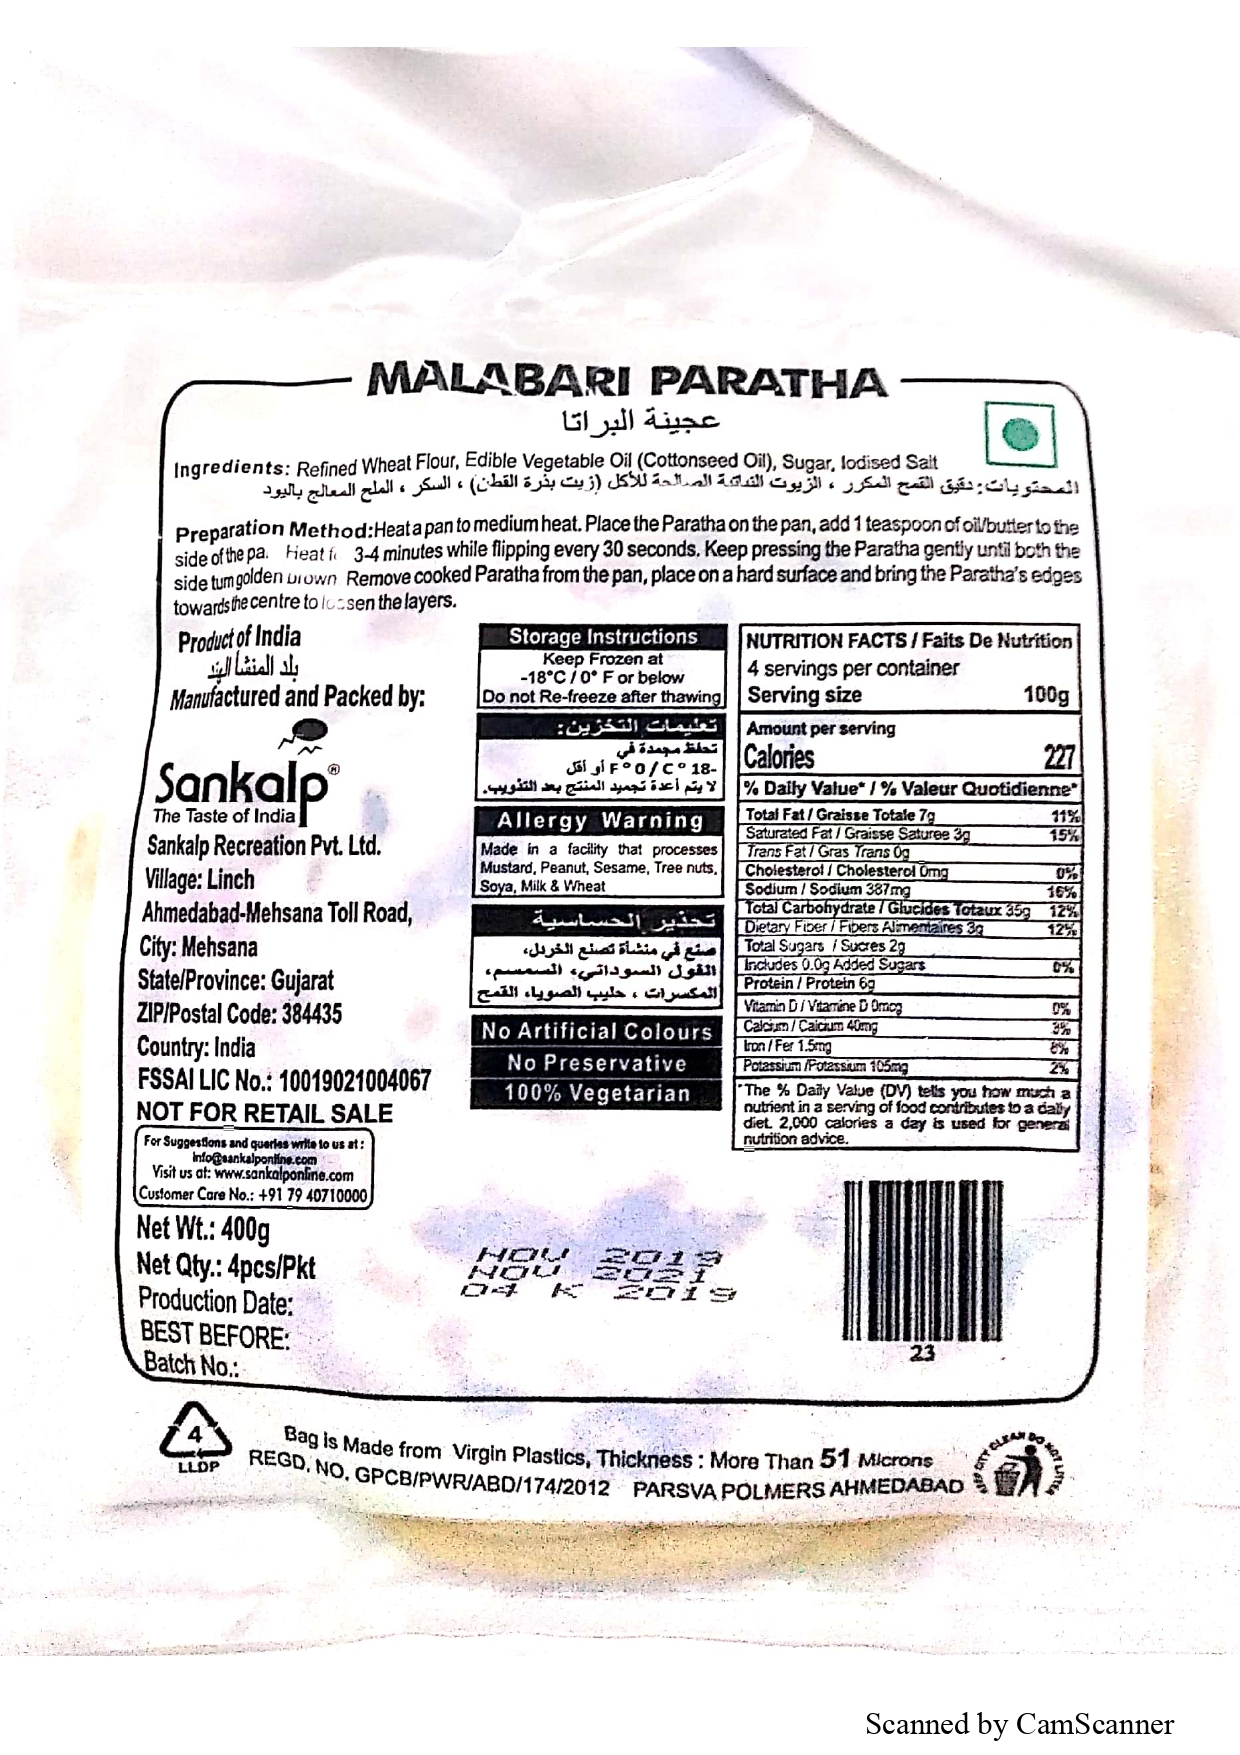 MALABARI PARATHA
عجينة البراتا
Ingredients: Refined Wheat Flour, Edible Vegetable Oil (Cottonseed Oil), Sugar, Iodised Salt
المحتويات: دقيق القمح المكرر ، الزيوت النباتية الصالحة للأكل (زيت بذرة القطن) ، السكر ، الملح المعالج باليود
Preparation Method:Heat a pan to medium heat. Place the Paratha on the pan, add 1 teaspoon of oil/butter to the
side of the pa. Heat f 3-4 minutes while flipping every 30 seconds. Keep pressing the Paratha gently until both the
side turn golden brown Remove cooked Paratha from the pan, place on a hard surface and bring the Paratha's edges
towards the centre to loosen the layers.
Product of India
بلد المنشأ الهند
Manufactured and Packed by:
Sankalp®
The Taste of India
Sankalp Recreation Pvt. Ltd.
Village: Linch
Ahmedabad-Mehsana Toll Road,
City: Mehsana
State/Province: Gujarat
ZIP/Postal Code: 384435
Country: India
FSSAI LIC No.: 10019021004067
NOT FOR RETAIL SALE
For Suggestions and queries write to us at :
info@sankalponline.com
Visit us at: www.sankalponline.com
Customer Care No.: +91 79 40710000
Net Wt.: 400g
Net Qty.: 4pcs/Pkt
Production Date:
BEST BEFORE:
Batch No.:
Storage Instructions
Keep Frozen at
-18°C / 0° F or below
Do not Re-freeze after thawing
تعليمات التخزين:
تحفظ مجمدة في
-18 C° / 0 F° أو أقل
لا يتم أعدة تجميد المنتج بعد التذويب.
Allergy Warning
Made in a facility that processes
Mustard, Peanut, Sesame, Tree nuts,
Soya, Milk & Wheat
تحذير الحساسية
صنع في منشأة تصنع الخردل،
الفول السوداني، السمسم،
المكسرات ، حليب الصويا، القمح
No Artificial Colours
No Preservative
100% Vegetarian
NUTRITION FACTS / Faits De Nutrition
4 servings per container
Serving size 100g
Amount per serving
Calories 227
% Daily Value* / % Valeur Quotidienne*
Total Fat / Graisse Totale 7g 11%
Saturated Fat / Graisse Saturee 3g 15%
Trans Fat / Gras Trans 0g
Cholesterol / Cholesterol 0mg 0%
Sodium / Sodium 387mg 16%
Total Carbohydrate / Glucides Totaux 35g 12%
Dietary Fiber / Fibers Alimentaires 3g 12%
Total Sugars / Sucres 2g
Includes 0.0g Added Sugars 0%
Protein / Protein 6g
Vitamin D / Vitamine D 0mcg 0%
Calcium / Calcium 40mg 3%
Iron / Fer 1.5mg 8%
Potassium /Potassium 105mg 2%
*The % Daily Value (DV) tells you how much a
nutrient in a serving of food contributes to a daily
diet. 2,000 calories a day is used for general
nutrition advice.
NOV 2019
NOV 2021
04 K 2019
23
4
LLDP
Bag is Made from Virgin Plastics, Thickness : More Than 51 Microns
REGD. NO. GPCB/PWR/ABD/174/2012 PARSVA POLMERS AHMEDABAD
CITY CLEAN DO NOT LITTER
Scanned by CamScanner